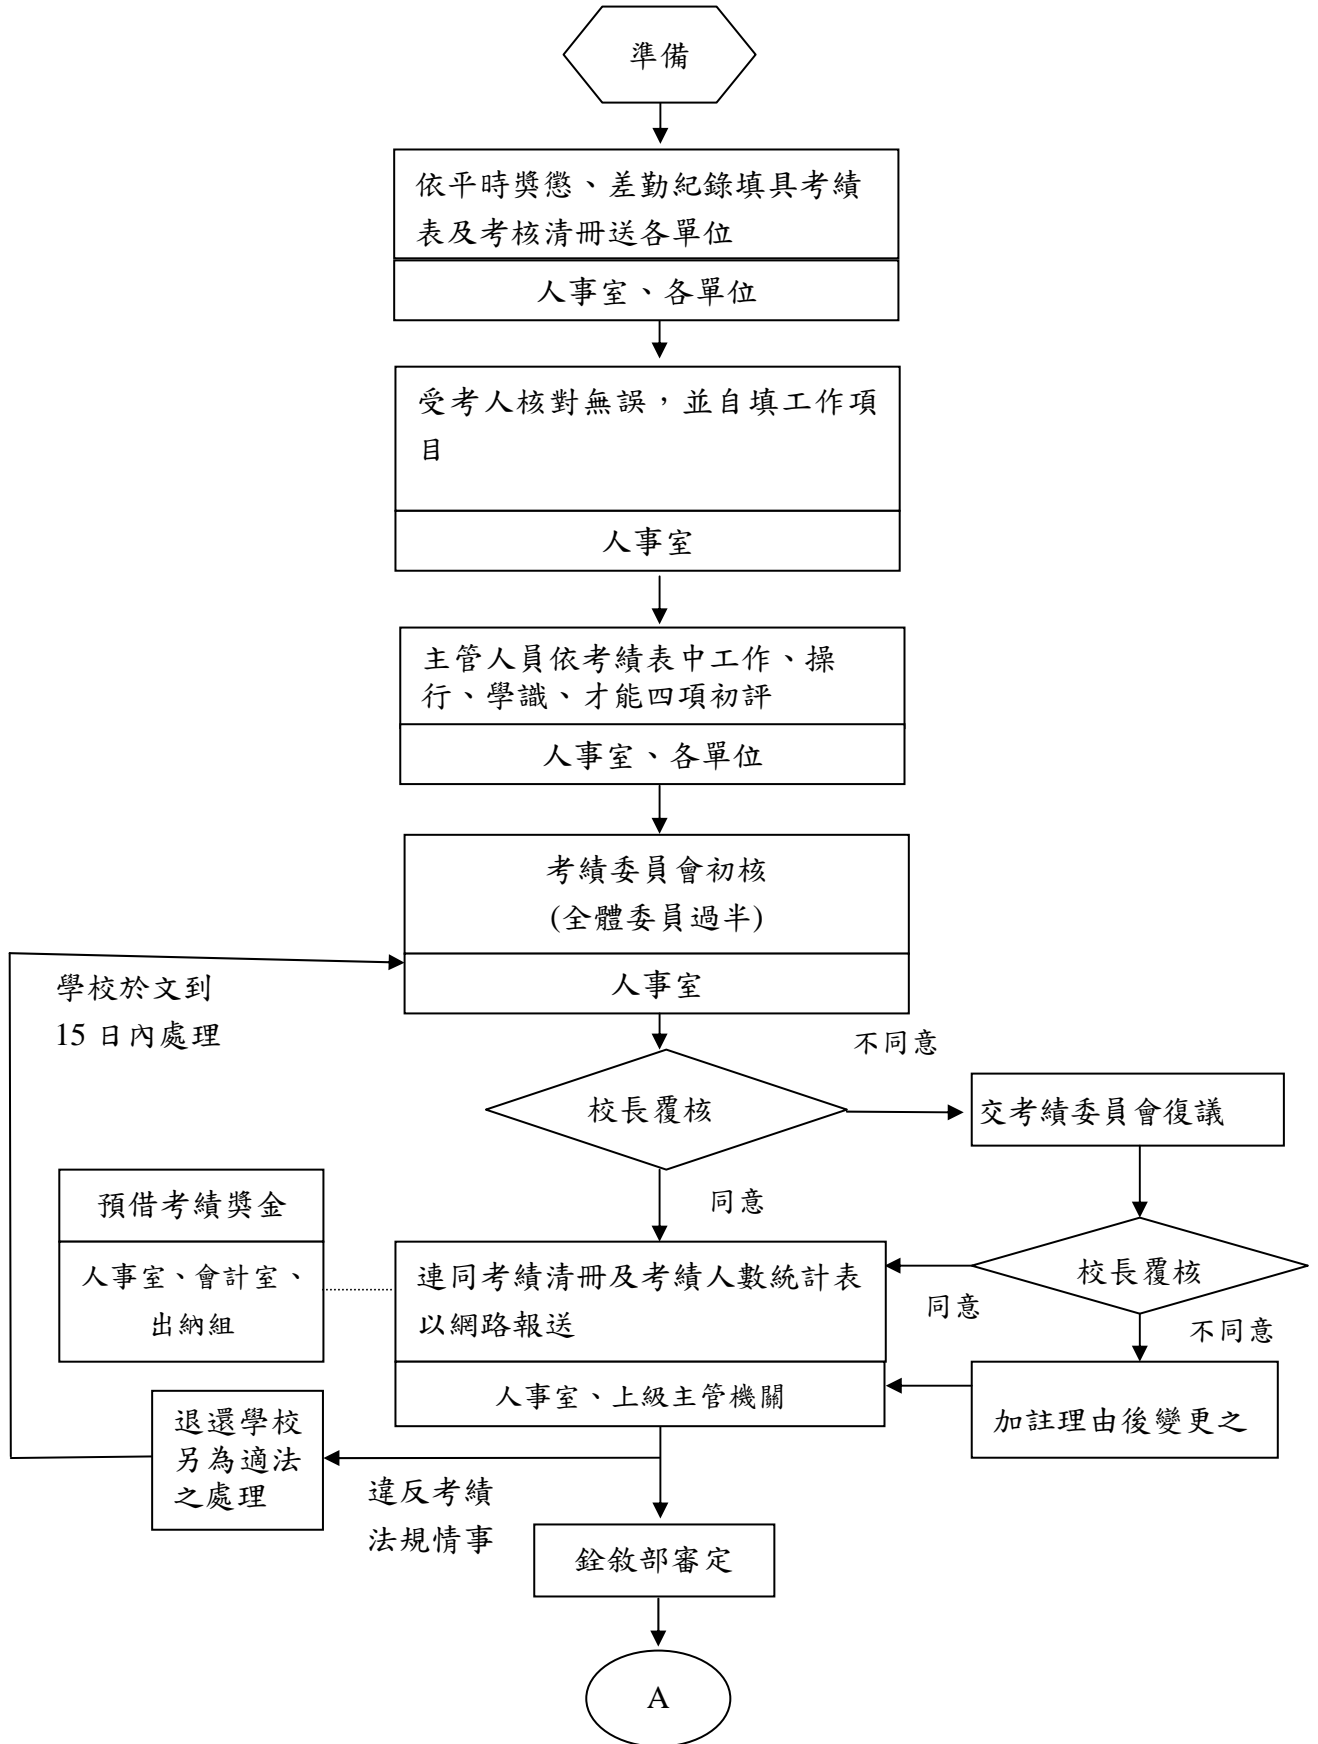 準備
依平時獎懲、差勤紀錄填具考績
表及考核清冊送各單位
人事室、各單位
受考人核對無誤，並自填工作項
目
人事室
主管人員依考績表中工作、操
行、學識、才能四項初評
人事室、各單位
考績委員會初核
(全體委員過半)
人事室
學校於文到
15 日內處理
不同意
校長覆核
交考績委員會復議
同意
預借考績獎金
人事室、會計室、
出納組
連同考績清冊及考績人數統計表
以網路報送
人事室、上級主管機關
校長覆核
同意
不同意
加註理由後變更之
退還學校
另為適法
之處理
違反考績
法規情事
銓敘部審定
A